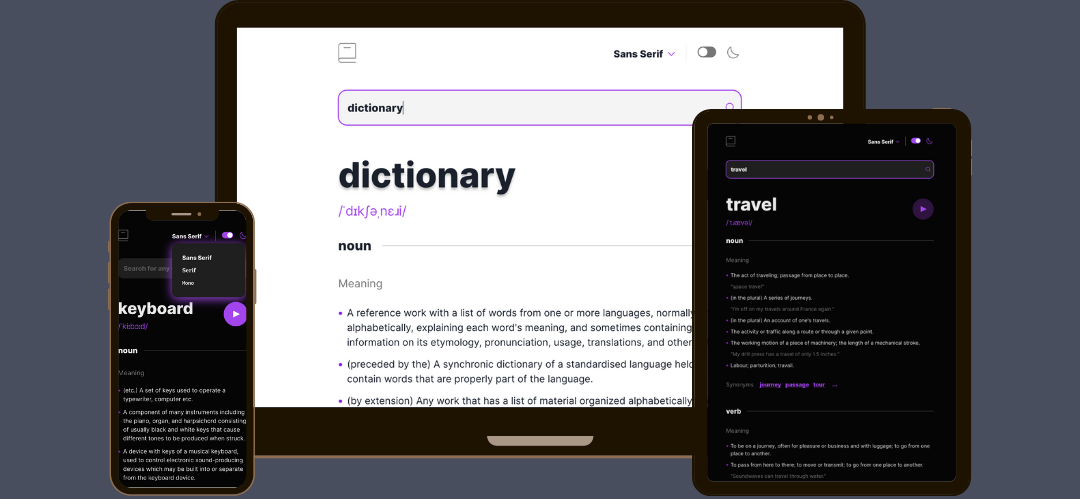 Sans Serif
dictionary
dictionary
/ˈdɪkʃəˌnɛɹi/
noun
Meaning
A reference work with a list of words from one or more languages, normally
alphabetically, explaining each word's meaning, and sometimes containing
information on its etymology, pronunciation, usage, translations, and other
(preceded by the) A synchronic dictionary of a standardised language held
contain words that are properly part of the language.
(by extension) Any work that has a list of material organized alphabetically
Sans Serif
Sans Serif
Serif
Mono
Search for any
keyboard
/ˈkiːbɔːd/
noun
Meaning
(etc.) A set of keys used to operate a
typewriter, computer etc.
A component of many instruments including
the piano, organ, and harpsichord consisting
of usually black and white keys that cause
different tones to be produced when struck.
A device with keys of a musical keyboard,
used to control electronic sound-producing
devices which may be built into or separate
from the keyboard device.
Sans Serif
travel
travel
/ˈtɹævəl/
noun
Meaning
The act of traveling; passage from place to place.
"space travel"
(in the plural) A series of journeys.
"I'm off on my travels around France again."
(in the plural) An account of one's travels.
The activity or traffic along a route or through a given point.
The working motion of a piece of machinery; the length of a mechanical stroke.
"My drill press has a travel of only 1.5 inches."
Labour; parturition; travail.
Synonyms journey passage tour ...
verb
Meaning
To be on a journey, often for pleasure or business and with luggage; to go from one
place to another.
To pass from here to there; to move or transmit; to go from one place to another.
"Soundwaves can travel through water."